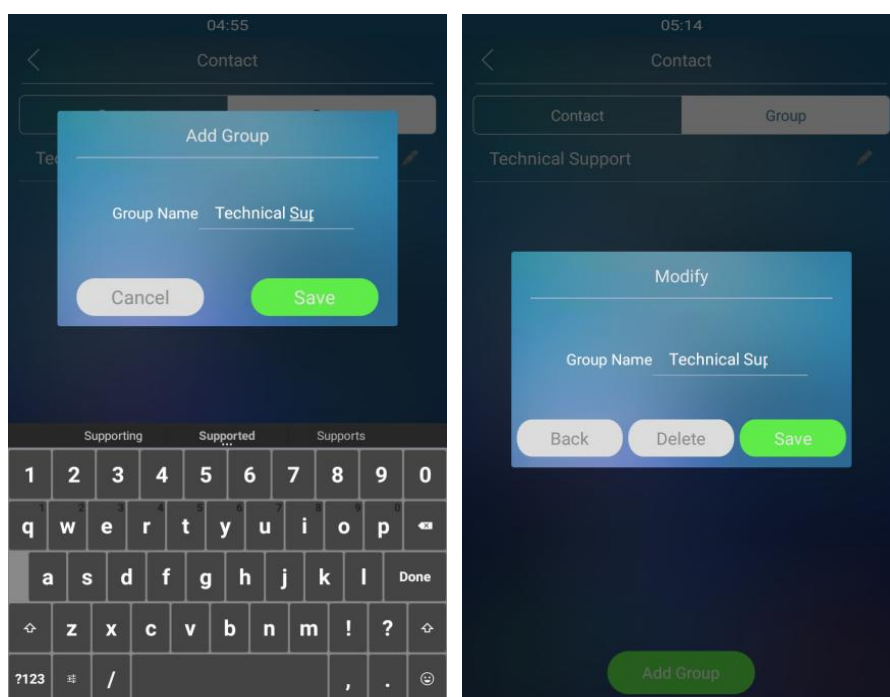 04:55
Contact
Add Group
Group Name Technical Sup
Cancel Save
Supporting Supported Supports
1 2 3 4 5 6 7 8 9 0
q w e r t y u i o p
a s d f g h j k l Done
z x c v b n m ! ?
?123 / , .
05:14
Contact
Contact Group
Technical Support
Modify
Group Name Technical Sup
Back Delete Save
Add Group